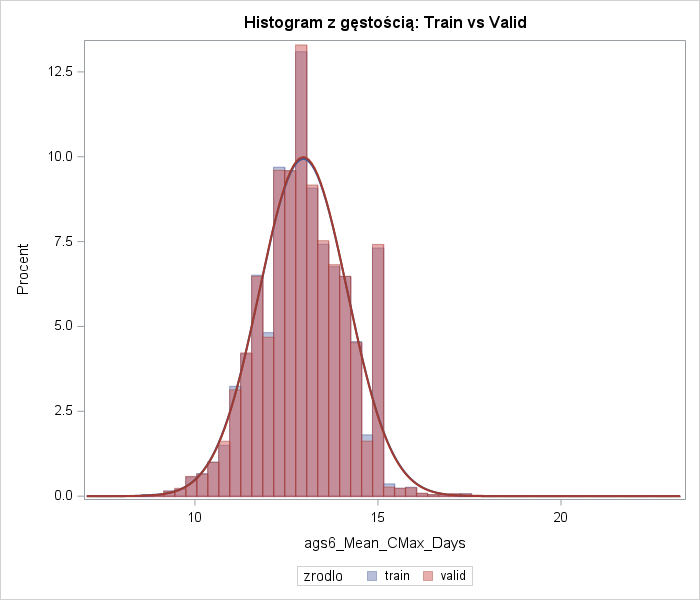 Histogram z gęstością: Train vs Valid
12.5
10.0
7.5
5.0
2.5
0.0
Procent
10 15 20
ags6_Mean_CMax_Days
zrodlo train valid